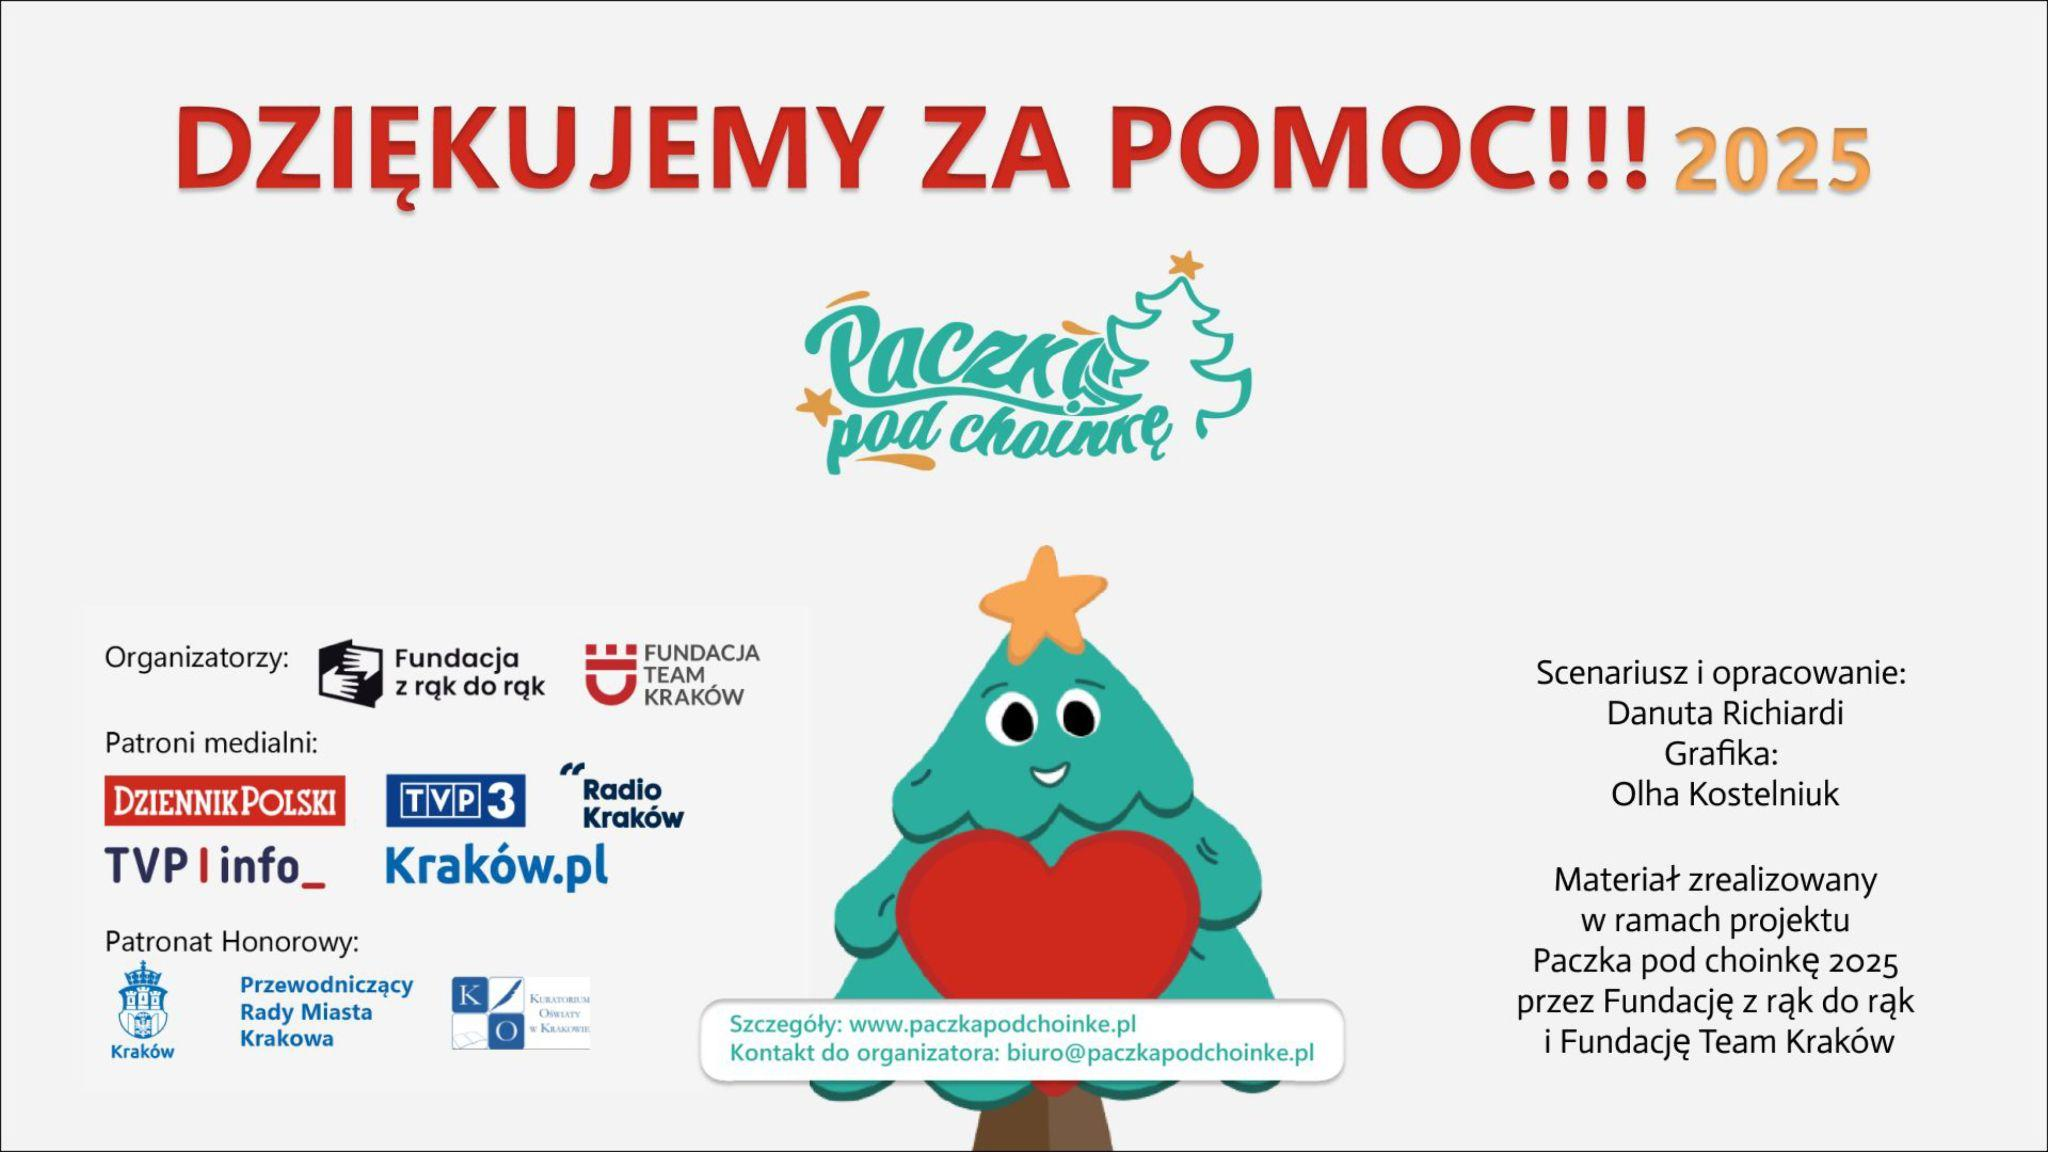 DZIĘKUJEMY ZA POMOC!!! 2025
Paczka
pod choinkę
Organizatorzy:
Fundacja
z rąk do rąk
FUNDACJA
TEAM
KRAKÓW
Patroni medialni:
DZIENNIK POLSKI
TVP3
Radio
Kraków
TVP info_
Kraków.pl
Patronat Honorowy:
Kraków
Przewodniczący
Rady Miasta
Krakowa
K
O
KURATORIUM
OŚWIATY
W KRAKOWIE
Szczegóły: www.paczkapodchoinke.pl
Kontakt do organizatora: biuro@paczkapodchoinke.pl
Scenariusz i opracowanie:
Danuta Richiardi
Grafika:
Olha Kostelniuk
Materiał zrealizowany
w ramach projektu
Paczka pod choinkę 2025
przez Fundację z rąk do rąk
i Fundację Team Kraków